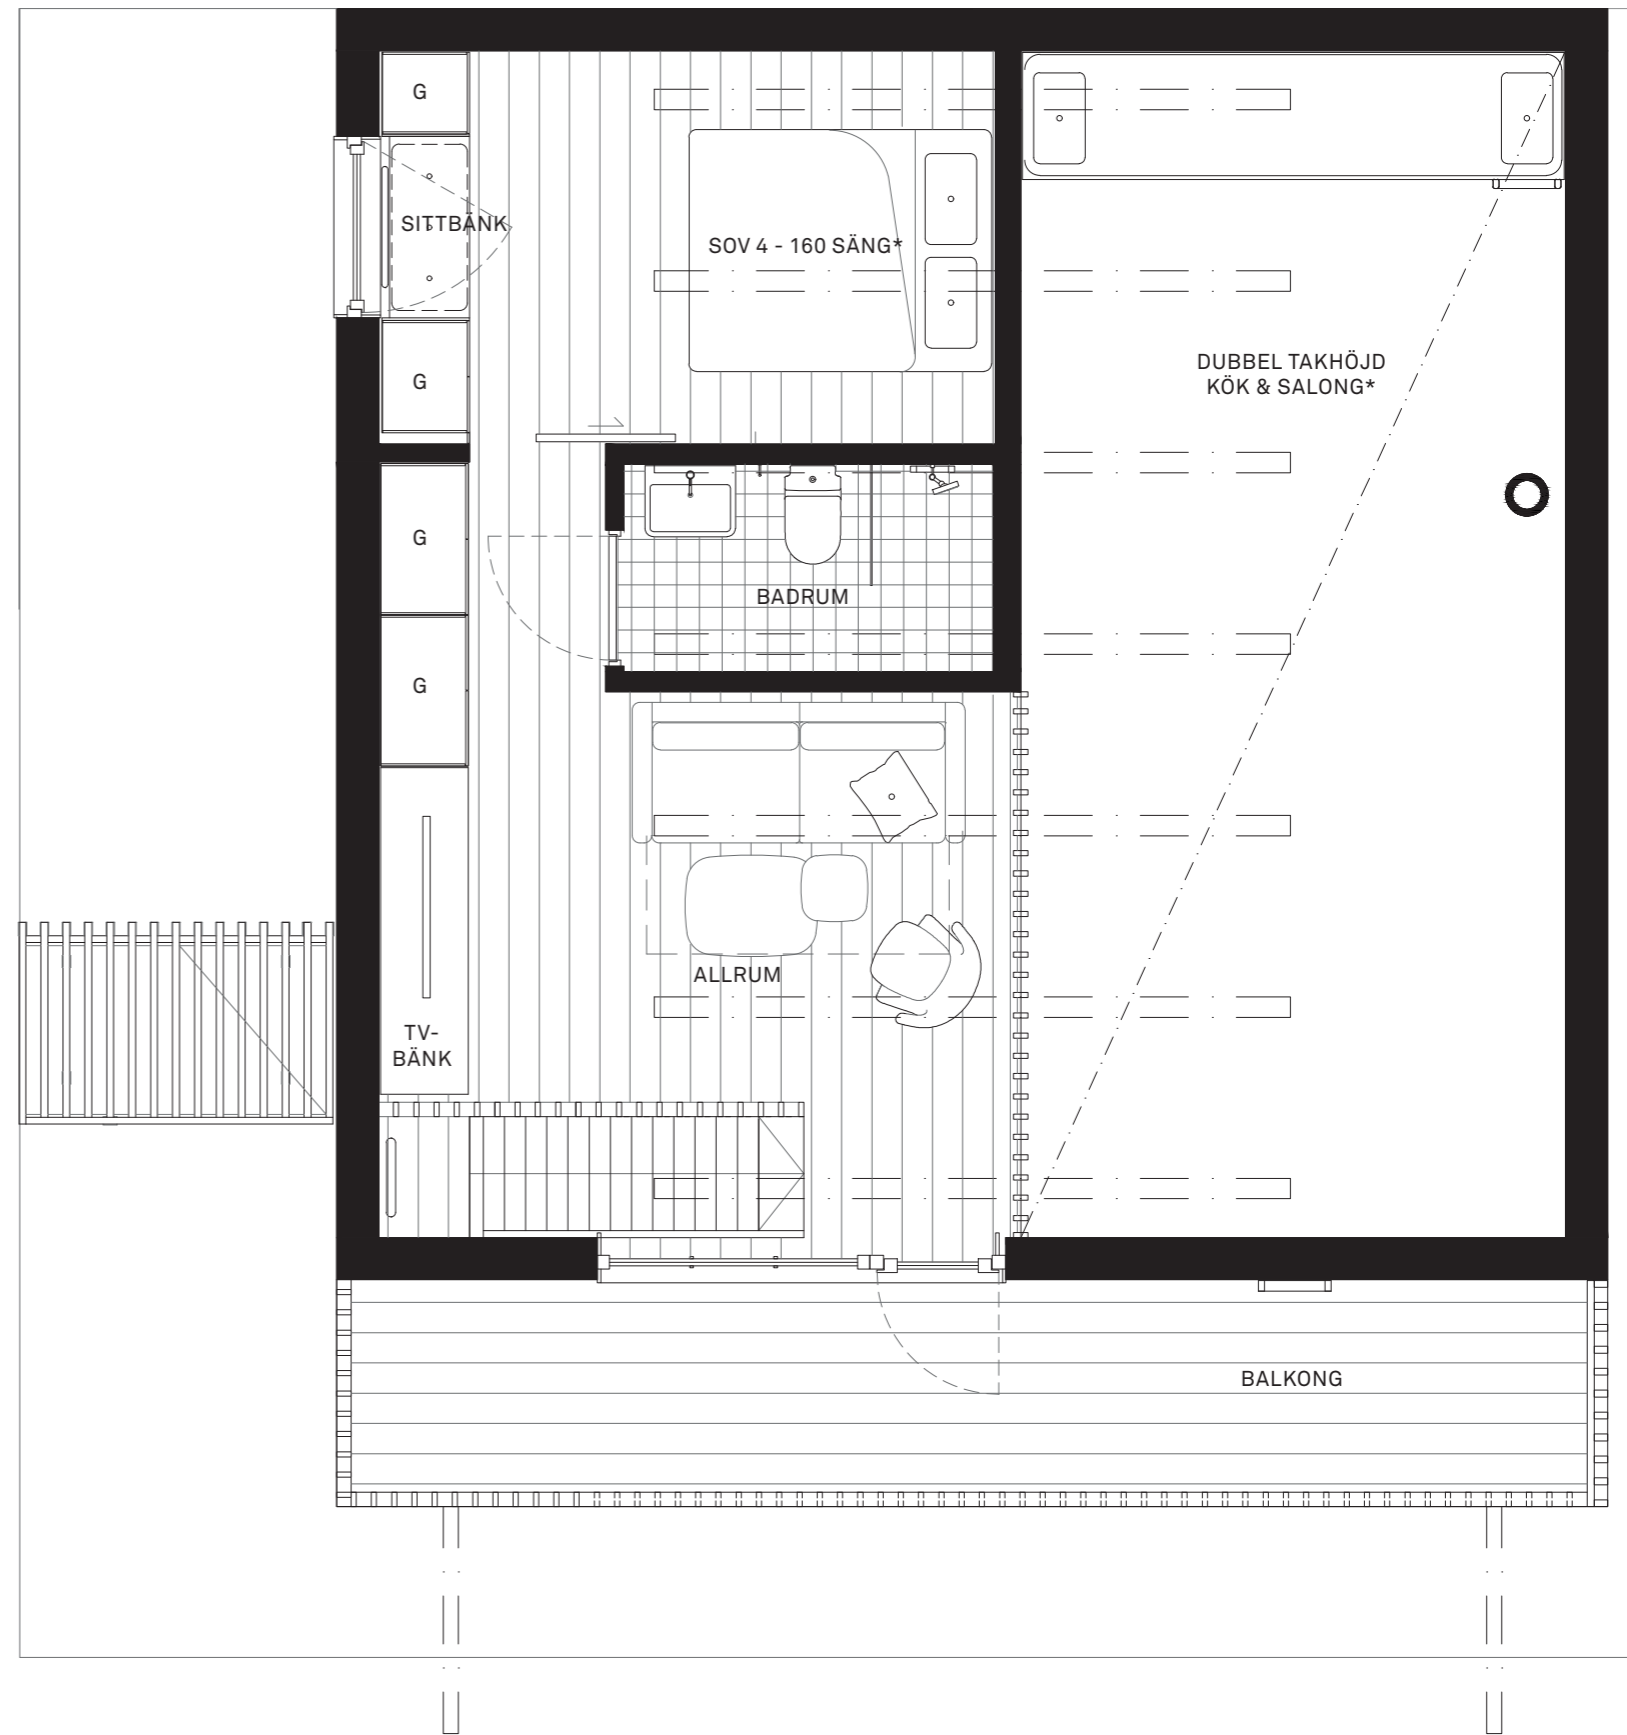 G
SITTBÄNK
SOV 4 - 160 SÄNG*
G
DUBBEL TAKHÖJD
KÖK & SALONG*
G
BADRUM
G
ALLRUM
TV-
BÄNK
BALKONG